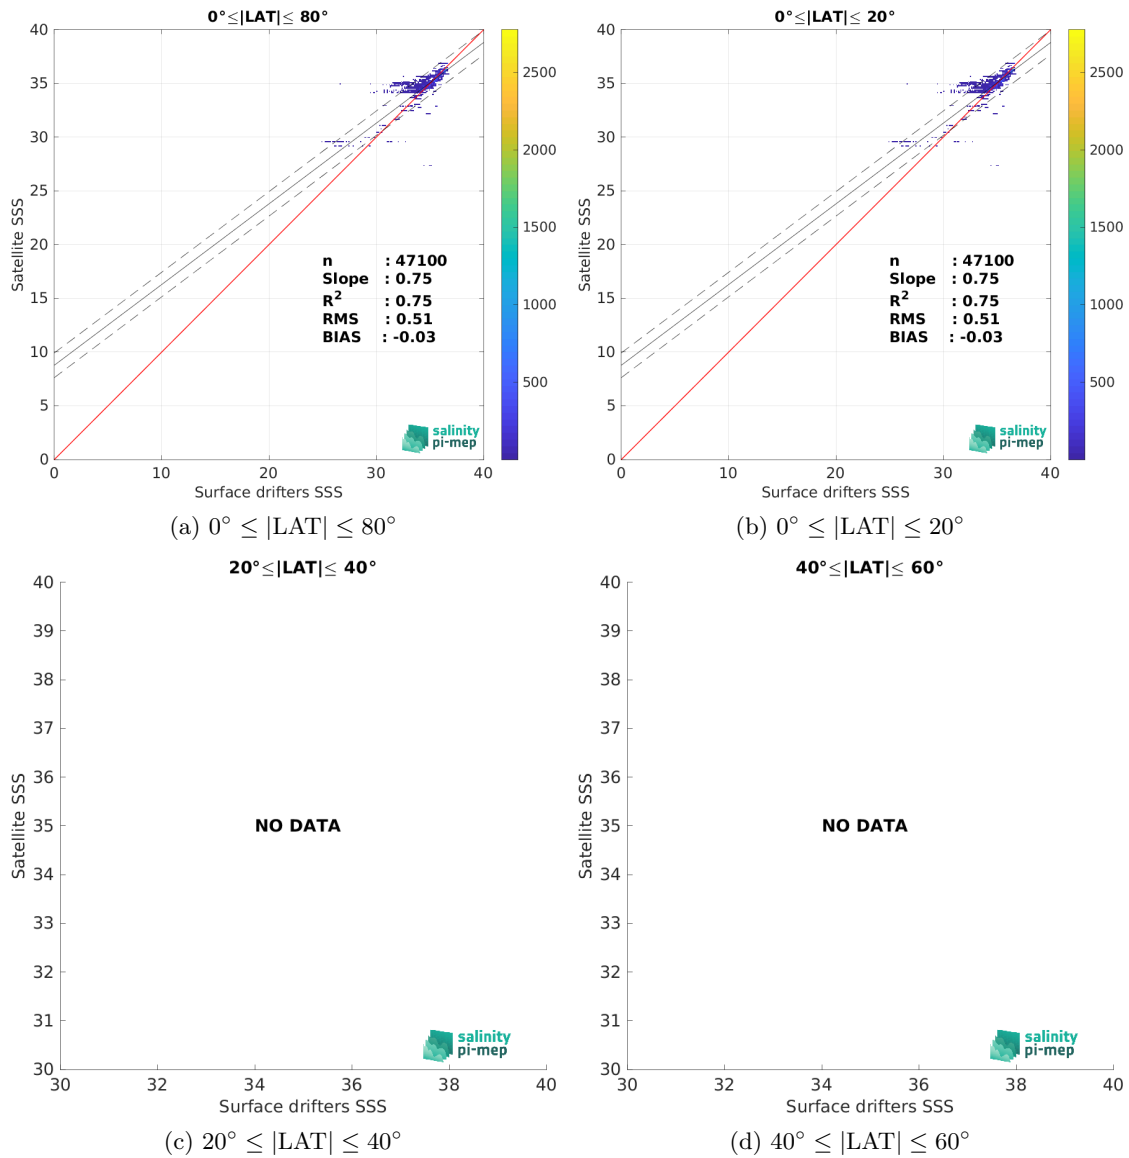 0°≤|LAT|≤ 80°
40
35
30
25
20
15
10
5
0
Satellite SSS
n : 47100
Slope : 0.75
R² : 0.75
RMS : 0.51
BIAS : -0.03
salinity
pi-mep
0 10 20 30 40
Surface drifters SSS
2500
2000
1500
1000
500
(a) 0° ≤ |LAT| ≤ 80°
0°≤|LAT|≤ 20°
40
35
30
25
20
15
10
5
0
Satellite SSS
n : 47100
Slope : 0.75
R² : 0.75
RMS : 0.51
BIAS : -0.03
salinity
pi-mep
0 10 20 30 40
Surface drifters SSS
2500
2000
1500
1000
500
(b) 0° ≤ |LAT| ≤ 20°
20°≤|LAT|≤ 40°
40
39
38
37
36
35
34
33
32
31
30
Satellite SSS
NO DATA
salinity
pi-mep
30 32 34 36 38 40
Surface drifters SSS
(c) 20° ≤ |LAT| ≤ 40°
40°≤|LAT|≤ 60°
40
39
38
37
36
35
34
33
32
31
30
Satellite SSS
NO DATA
salinity
pi-mep
30 32 34 36 38 40
Surface drifters SSS
(d) 40° ≤ |LAT| ≤ 60°